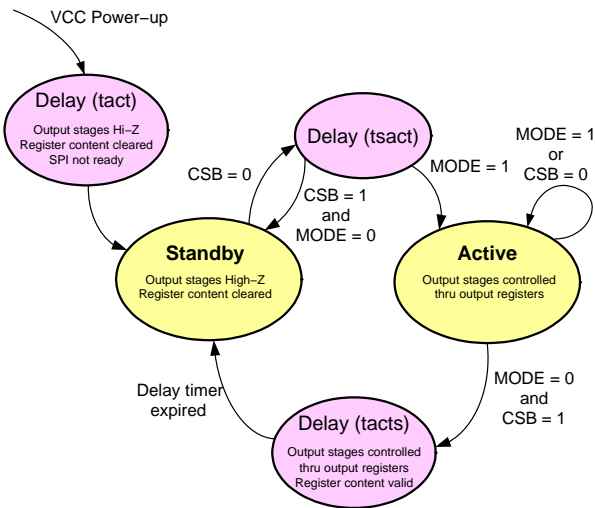 VCC Power−up
Delay (tact)
Output stages Hi−Z
Register content cleared
SPI not ready
Delay (tsact)
CSB = 0
CSB = 1
and
MODE = 0
MODE = 1
MODE = 1
or
CSB = 0
Standby
Output stages High−Z
Register content cleared
Active
Output stages controlled
thru output registers
Delay timer
expired
MODE = 0
and
CSB = 1
Delay (tacts)
Output stages controlled
thru output registers
Register content valid